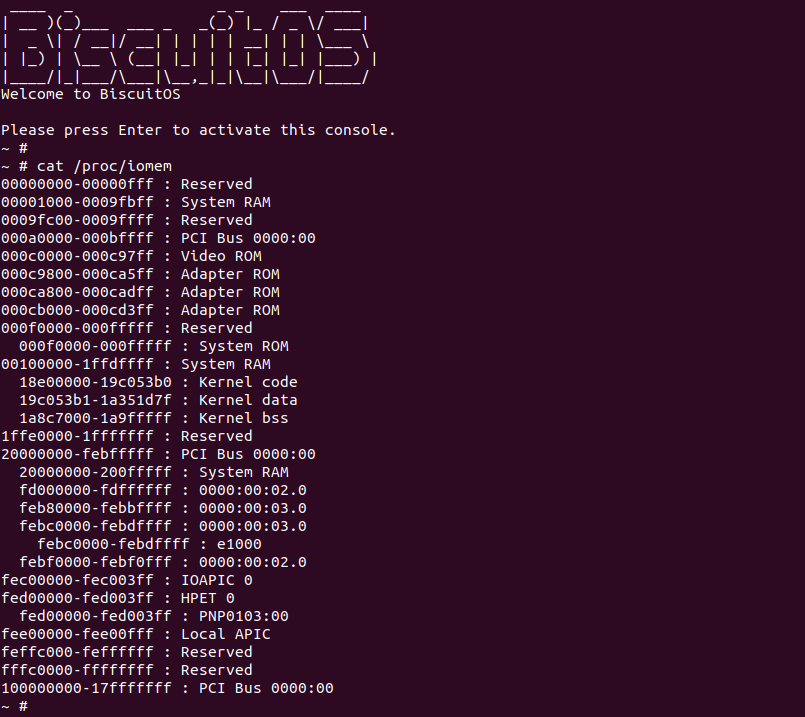 ____  _                _ _    ___  ____
| __ )(_)___  ___ _   _(_) |_ / _ \/ ___|
|  _ \| / __|/ __| | | | | __| | | \___ \
| |_) | \__ \ (__| |_| | | |_| |_| |___) |
|____/|_|___/\___|\__,_|_|\__|\___/|____/
Welcome to BiscuitOS

Please press Enter to activate this console.
~ #
~ # cat /proc/iomem
00000000-00000fff : Reserved
00001000-0009fbff : System RAM
0009fc00-0009ffff : Reserved
000a0000-000bffff : PCI Bus 0000:00
000c0000-000c97ff : Video ROM
000c9800-000ca5ff : Adapter ROM
000ca800-000cadff : Adapter ROM
000cb000-000cd3ff : Adapter ROM
000f0000-000fffff : Reserved
  000f0000-000fffff : System ROM
00100000-1ffdffff : System RAM
  18e00000-19c053b0 : Kernel code
  19c053b1-1a351d7f : Kernel data
  1a8c7000-1a9fffff : Kernel bss
1ffe0000-1fffffff : Reserved
20000000-febfffff : PCI Bus 0000:00
  20000000-200fffff : System RAM
  fd000000-fdffffff : 0000:00:02.0
  feb80000-febbffff : 0000:00:03.0
  febc0000-febdffff : 0000:00:03.0
    febc0000-febdffff : e1000
  febf0000-febf0fff : 0000:00:02.0
fec00000-fec003ff : IOAPIC 0
fed00000-fed003ff : HPET 0
  fed00000-fed003ff : PNP0103:00
fee00000-fee00fff : Local APIC
feffc000-feffffff : Reserved
fffc0000-ffffffff : Reserved
100000000-17fffffff : PCI Bus 0000:00
~ #